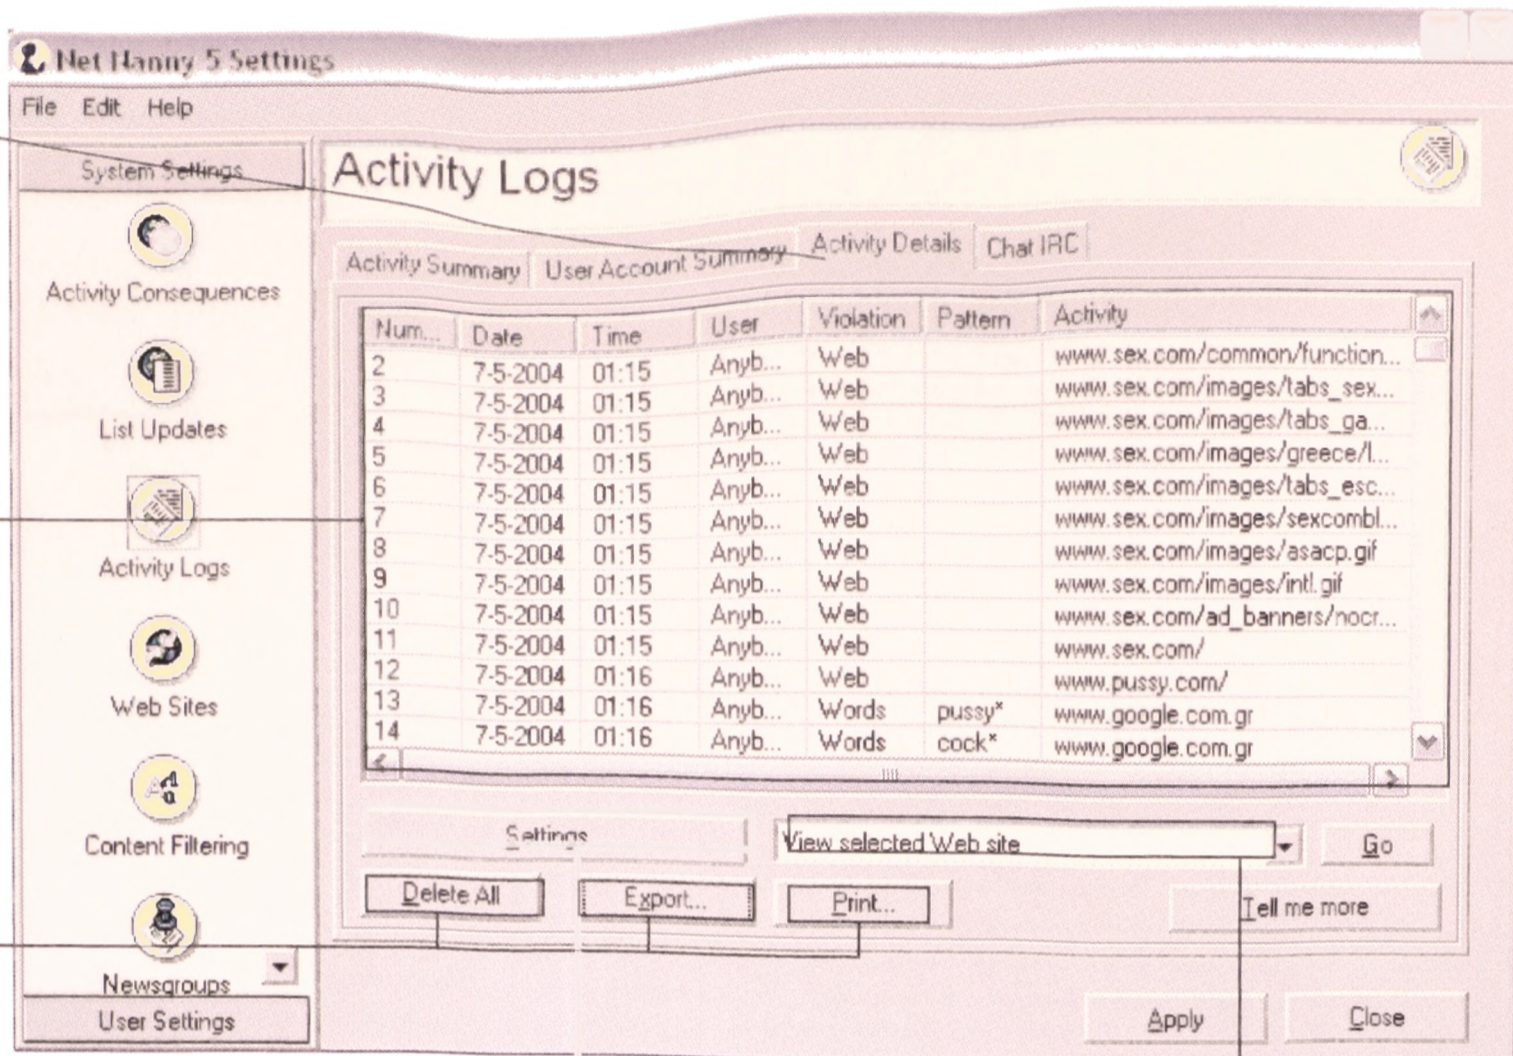 Net Nanny 5 Settings
File Edit Help
System Settings
Activity Consequences
List Updates
Activity Logs
Web Sites
Content Filtering
Newsgroups
User Settings
Activity Logs
Activity Summary User Account Summary Activity Details Chat IRC
Num... Date Time User Violation Pattern Activity
2 7-5-2004 01:15 Anyb... Web www.sex.com/common/function...
3 7-5-2004 01:15 Anyb... Web www.sex.com/images/tabs_sex...
4 7-5-2004 01:15 Anyb... Web www.sex.com/images/tabs_ga...
5 7-5-2004 01:15 Anyb... Web www.sex.com/images/greece/l...
6 7-5-2004 01:15 Anyb... Web www.sex.com/images/tabs_esc...
7 7-5-2004 01:15 Anyb... Web www.sex.com/images/sexcombl...
8 7-5-2004 01:15 Anyb... Web www.sex.com/images/asacp.gif
9 7-5-2004 01:15 Anyb... Web www.sex.com/images/intl.gif
10 7-5-2004 01:15 Anyb... Web www.sex.com/ad_banners/nocr...
11 7-5-2004 01:15 Anyb... Web www.sex.com/
12 7-5-2004 01:16 Anyb... Web www.pussy.com/
13 7-5-2004 01:16 Anyb... Words pussy* www.google.com.gr
14 7-5-2004 01:16 Anyb... Words cock* www.google.com.gr
Settings View selected Web site Go
Delete All Export... Print... Tell me more
Apply Close